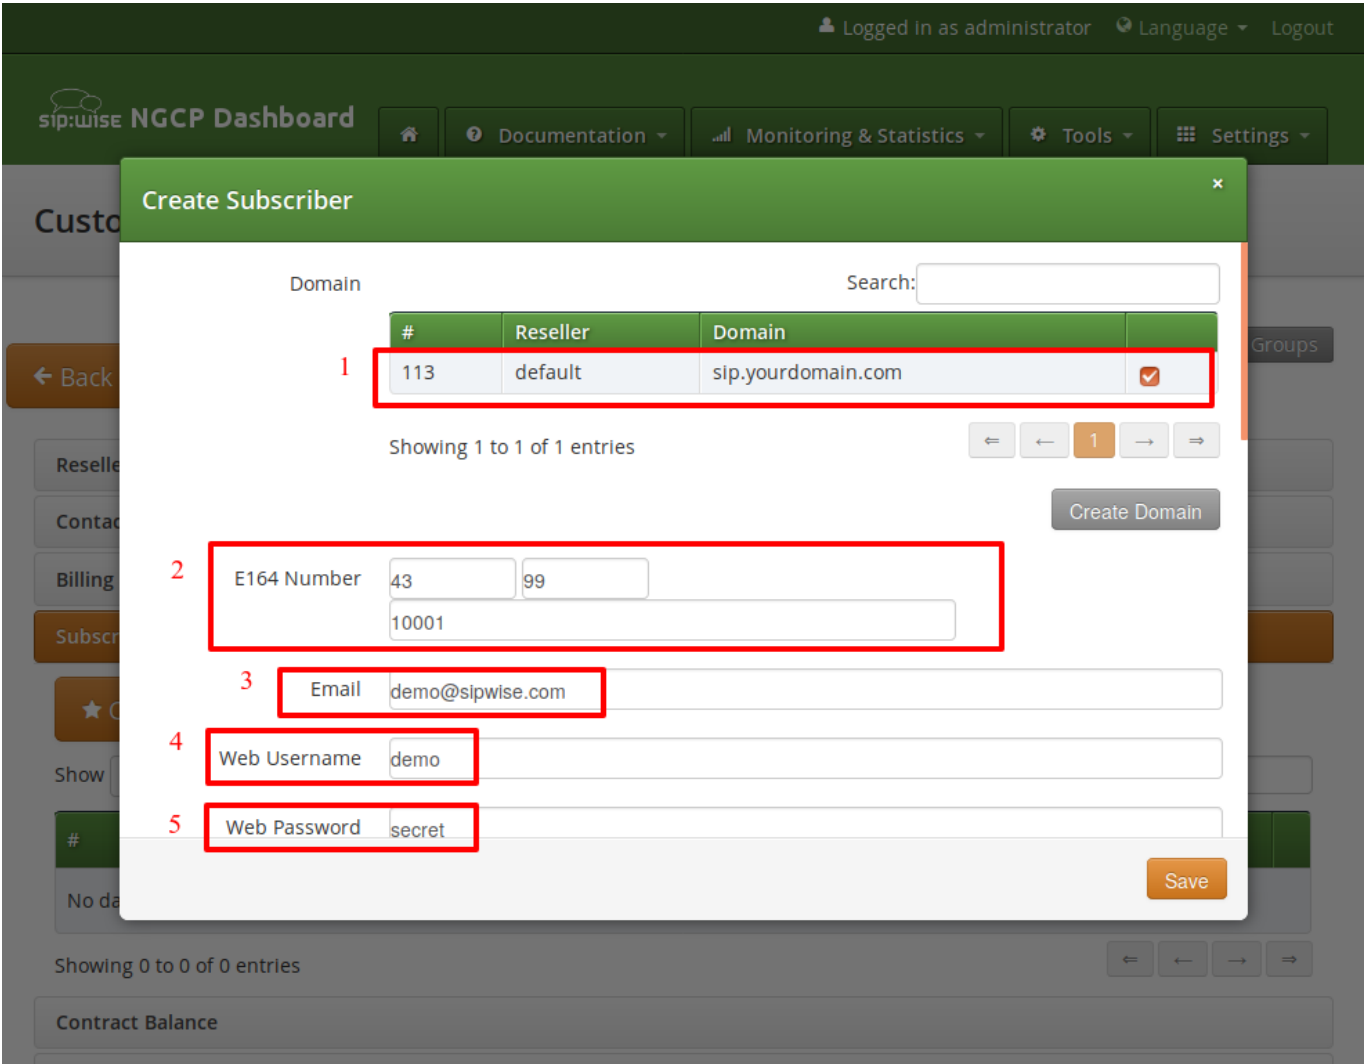 Logged in as administrator Language Logout
sip:wise NGCP Dashboard Documentation Monitoring & Statistics Tools Settings
Custo
Create Subscriber ×
Domain Search:
# Reseller Domain
1 113 default sip.yourdomain.com
Groups
← Back
Showing 1 to 1 of 1 entries ⇐ ← 1 → ⇒
Reselle
Create Domain
Contac
2 E164 Number 43 99
Billing
10001
Subscr
3 Email demo@sipwise.com
4 Web Username demo
Show
5 Web Password secret
#
Save
No da
Showing 0 to 0 of 0 entries ⇐ ← → ⇒
Contract Balance